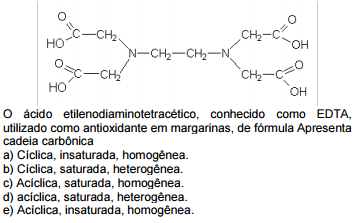 O
HO
C—CH₂
N—CH₂—CH₂—N
CH₂—C
O
OH
O
HO
C—CH₂
CH₂—C
O
OH
O ácido etilenodiaminotetracético, conhecido como EDTA,
utilizado como antioxidante em margarinas, de fórmula Apresenta
cadeia carbônica
a) Cíclica, insaturada, homogênea.
b) Cíclica, saturada, heterogênea.
c) Acíclica, saturada, homogênea.
d) acíclica, saturada, heterogênea.
e) Acíclica, insaturada, homogênea.